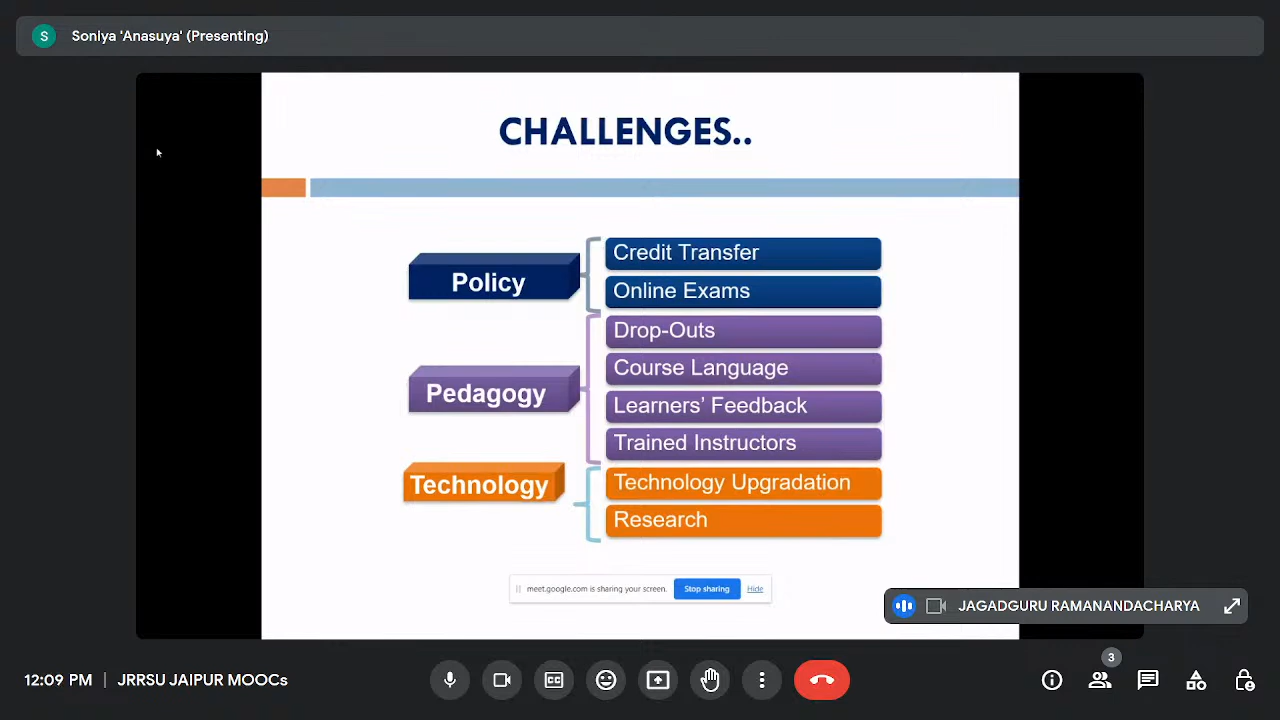 S Soniya 'Anasuya' (Presenting)
CHALLENGES..
Policy
Credit Transfer
Online Exams
Pedagogy
Drop-Outs
Course Language
Learners' Feedback
Trained Instructors
Technology
Technology Upgradation
Research
meet.google.com is sharing your screen. Stop sharing Hide
JAGADGURU RAMANANDACHARYA
12:09 PM | JRRSU JAIPUR MOOCs
3